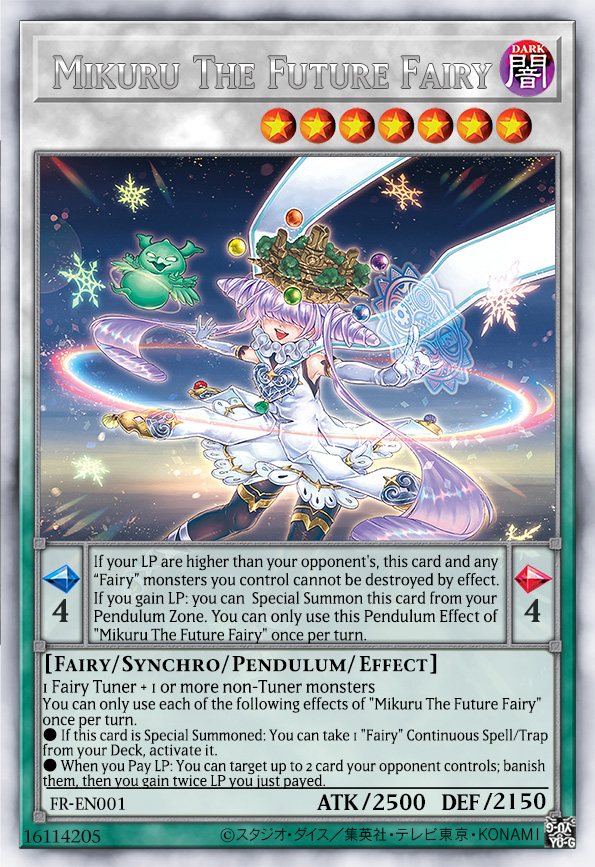 MIKURU THE FUTURE FAIRY
DARK
闇
If your LP are higher than your opponent's, this card and any
"Fairy" monsters you control cannot be destroyed by effect.
If you gain LP: you can Special Summon this card from your
Pendulum Zone. You can only use this Pendulum Effect of
"Mikuru The Future Fairy" once per turn.
4
4
[FAIRY/SYNCHRO/PENDULUM/EFFECT]
1 Fairy Tuner + 1 or more non-Tuner monsters
You can only use each of the following effects of "Mikuru The Future Fairy"
once per turn.
● If this card is Special Summoned: You can take 1 "Fairy" Continuous Spell/Trap
from your Deck, activate it.
● When you Pay LP: You can target up to 2 card your opponent controls; banish
them, then you gain twice LP you just payed.
FR-EN001
ATK/2500 DEF/2150
16114205
©スタジオ・ダイス／集英社・テレビ東京・KONAMI